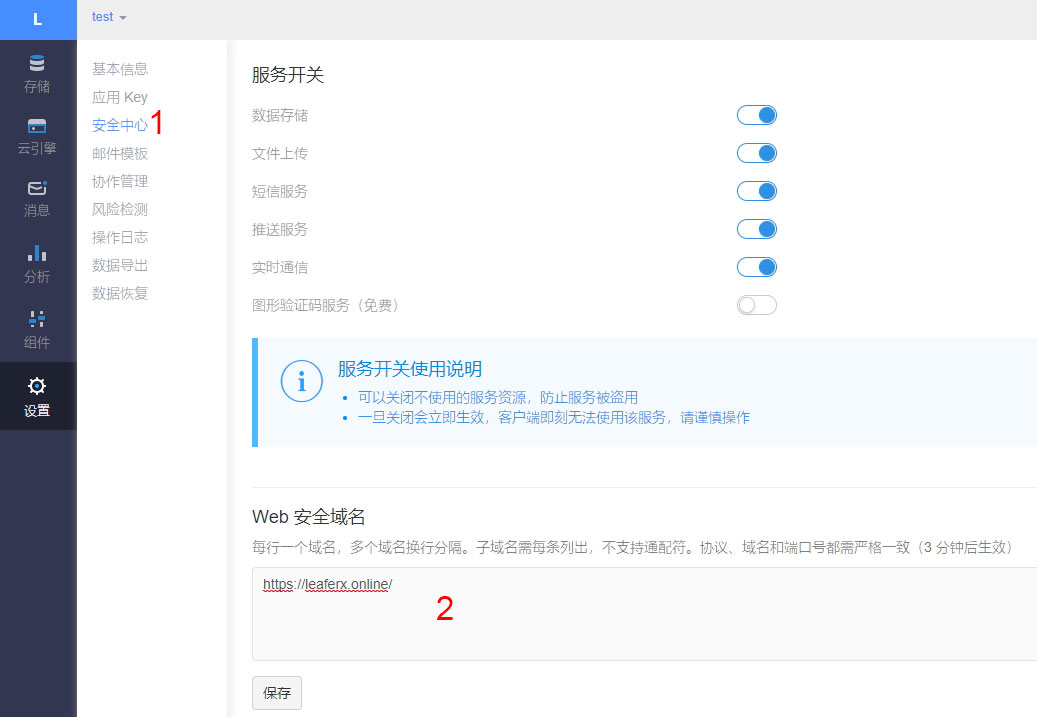 L
test
存储
云引擎
消息
分析
组件
设置
基本信息
应用 Key
安全中心 1
邮件模板
协作管理
风险检测
操作日志
数据导出
数据恢复
服务开关
数据存储
文件上传
短信服务
推送服务
实时通信
图形验证码服务（免费）
i
服务开关使用说明
可以关闭不使用的服务资源，防止服务被盗用
一旦关闭会立即生效，客户端即刻无法使用该服务，请谨慎操作
Web 安全域名
每行一个域名，多个域名换行分隔。子域名需每条列出，不支持通配符。协议、域名和端口号都需严格一致（3 分钟后生效）
https://leaferx.online/
2
保存